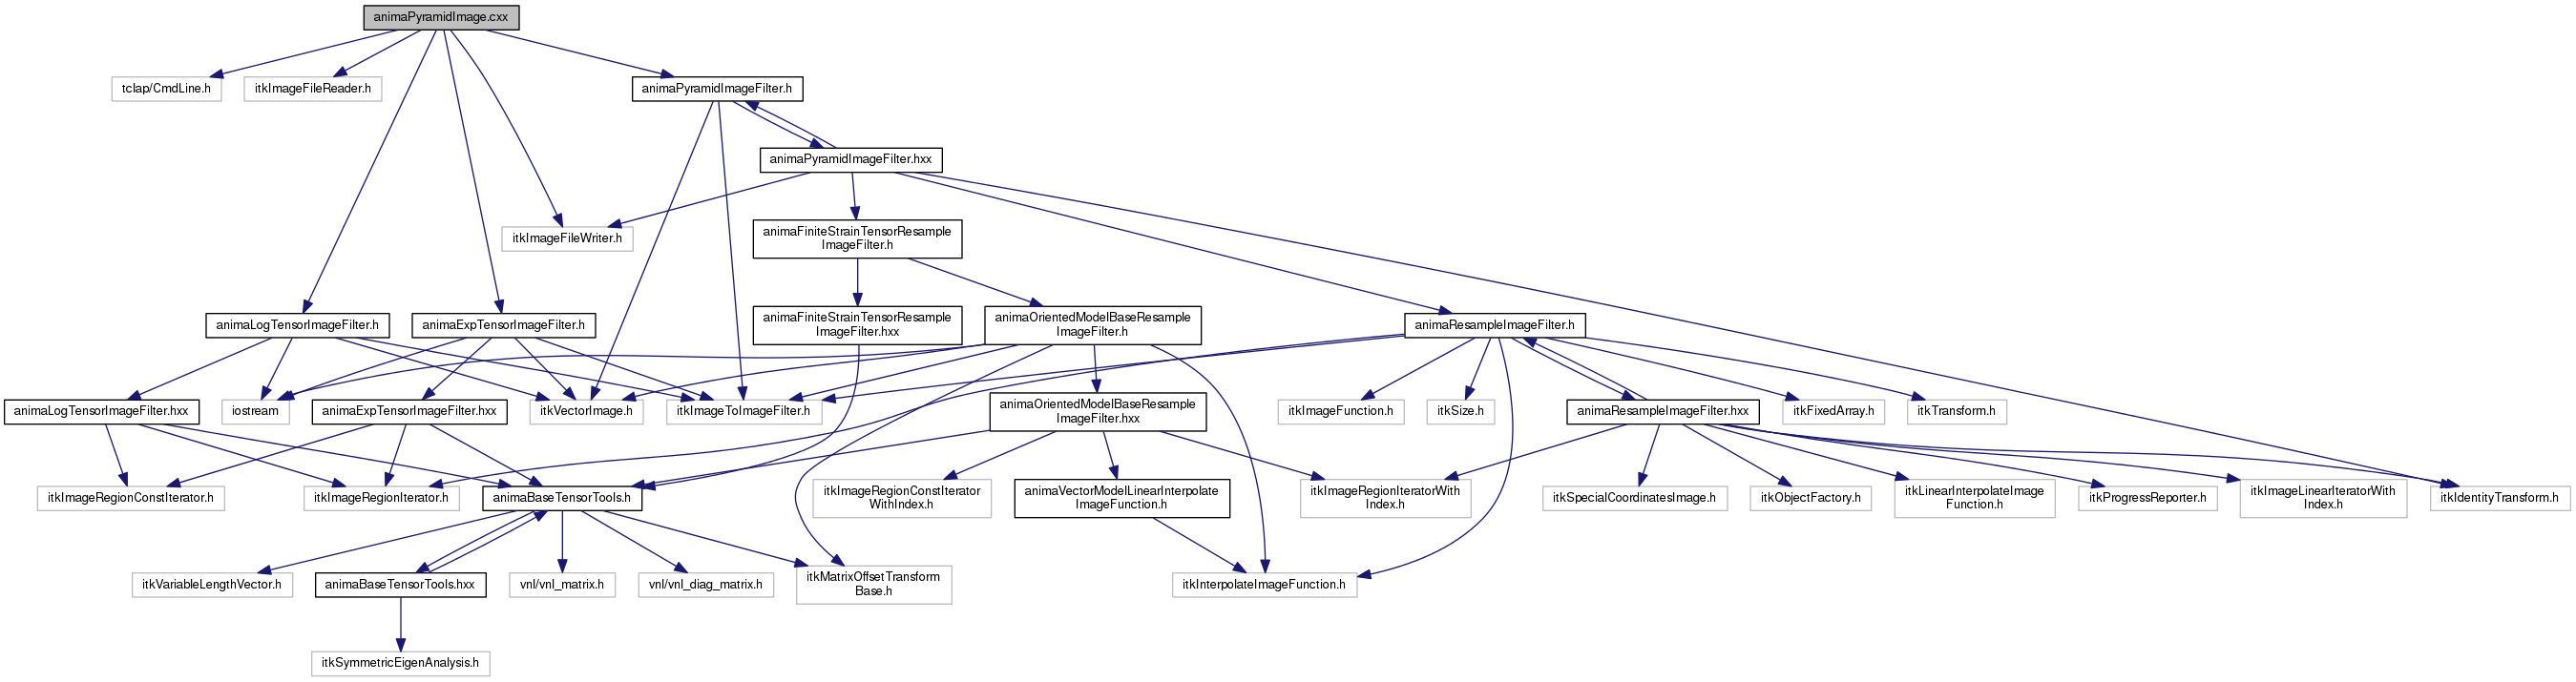 animaPyramidImage.cxx
tclap/CmdLine.h
itkImageFileReader.h
animaPyramidImageFilter.h
animaPyramidImageFilter.hxx
itkImageFileWriter.h
animaFiniteStrainTensorResample
ImageFilter.h
animaLogTensorImageFilter.h
animaExpTensorImageFilter.h
animaFiniteStrainTensorResample
ImageFilter.hxx
animaOrientedModelBaseResample
ImageFilter.h
animaResampleImageFilter.h
animaLogTensorImageFilter.hxx
iostream
animaExpTensorImageFilter.hxx
itkVectorImage.h
itkImageToImageFilter.h
animaOrientedModelBaseResample
ImageFilter.hxx
itkImageFunction.h
itkSize.h
animaResampleImageFilter.hxx
itkFixedArray.h
itkTransform.h
itkImageRegionConstIterator.h
itkImageRegionIterator.h
animaBaseTensorTools.h
itkImageRegionConstIterator
WithIndex.h
animaVectorModelLinearInterpolate
ImageFunction.h
itkImageRegionIteratorWith
Index.h
itkSpecialCoordinatesImage.h
itkObjectFactory.h
itkLinearInterpolateImage
Function.h
itkProgressReporter.h
itkImageLinearIteratorWith
Index.h
itkIdentityTransform.h
itkVariableLengthVector.h
animaBaseTensorTools.hxx
vnl/vnl_matrix.h
vnl/vnl_diag_matrix.h
itkMatrixOffsetTransform
Base.h
itkInterpolateImageFunction.h
itkSymmetricEigenAnalysis.h